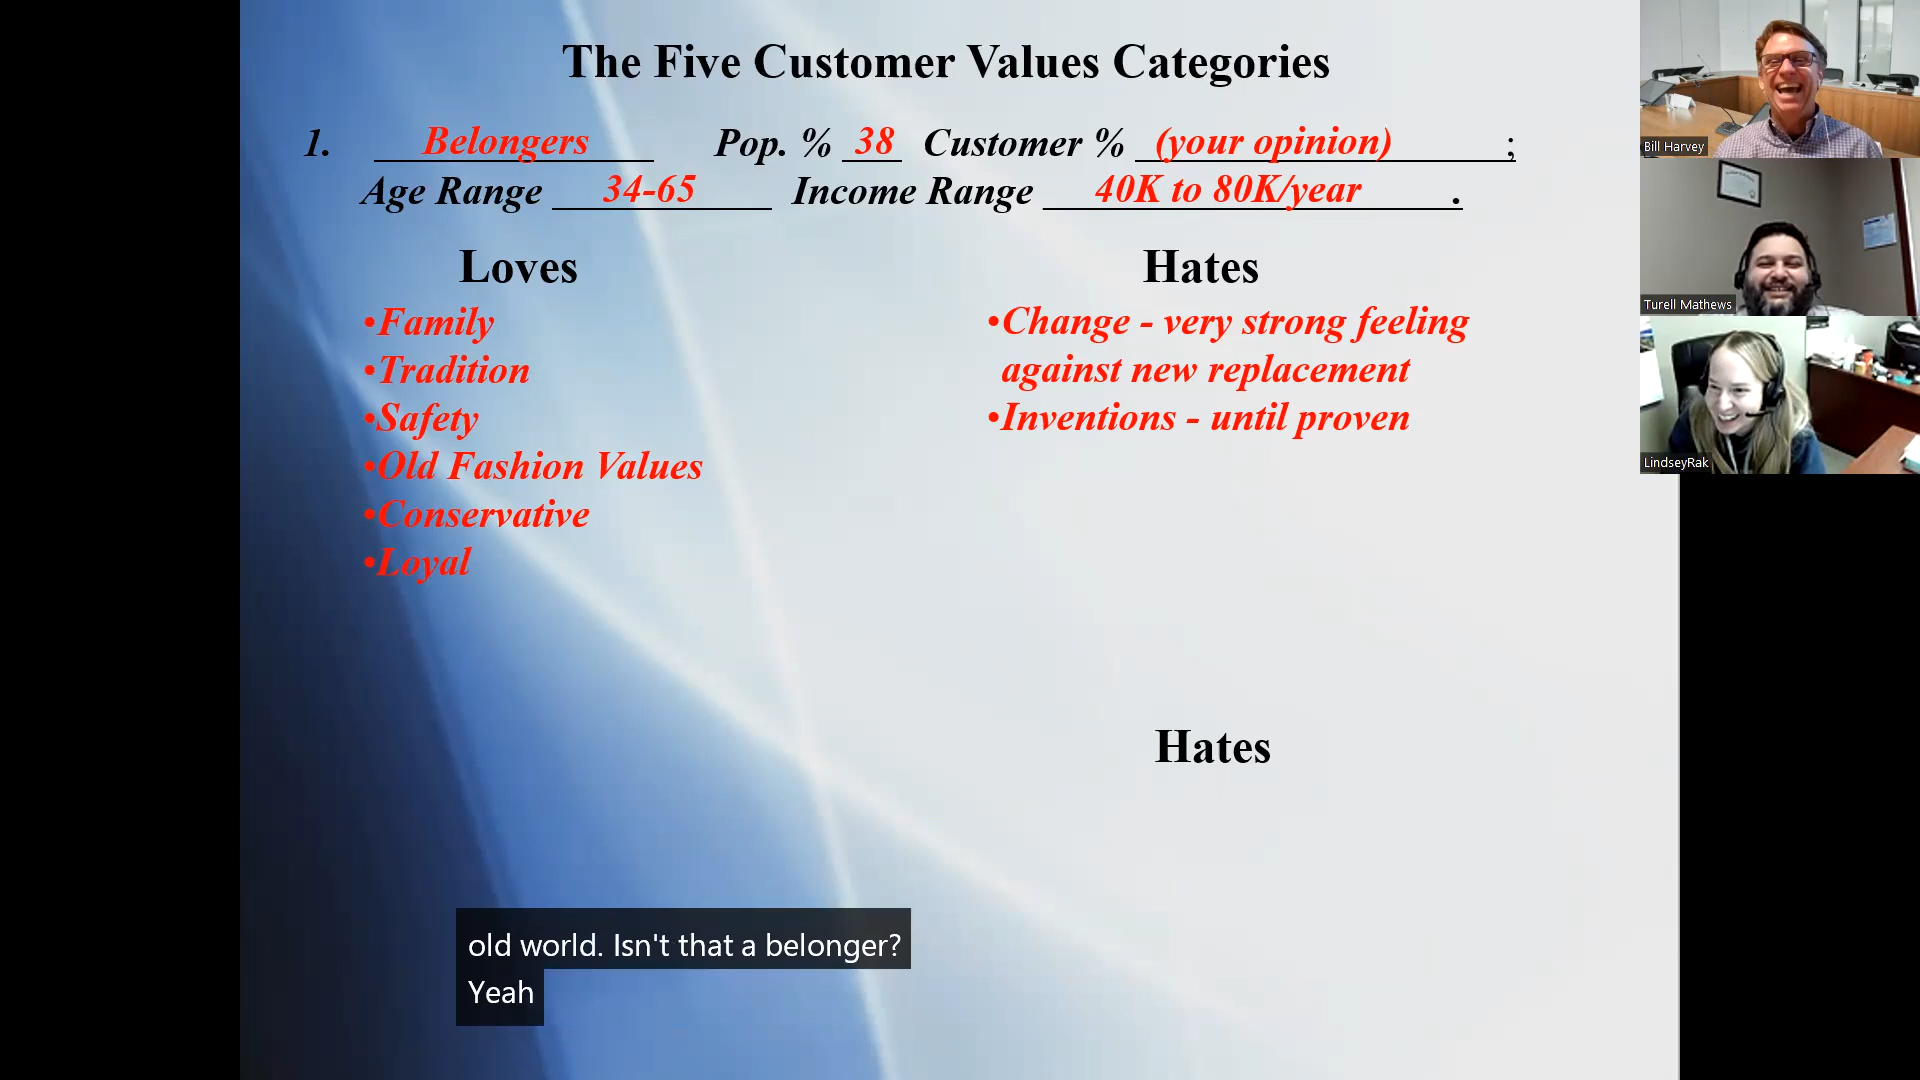 The Five Customer Values Categories
1. Belongers Pop. % 38 Customer % (your opinion) ;
Age Range 34-65 Income Range 40K to 80K/year .
Loves
•Family
•Tradition
•Safety
•Old Fashion Values
•Conservative
•Loyal
Hates
•Change - very strong feeling
against new replacement
•Inventions - until proven
Hates
old world. Isn't that a belonger?
Yeah
Bill Harvey
Turell Mathews
LindseyRak